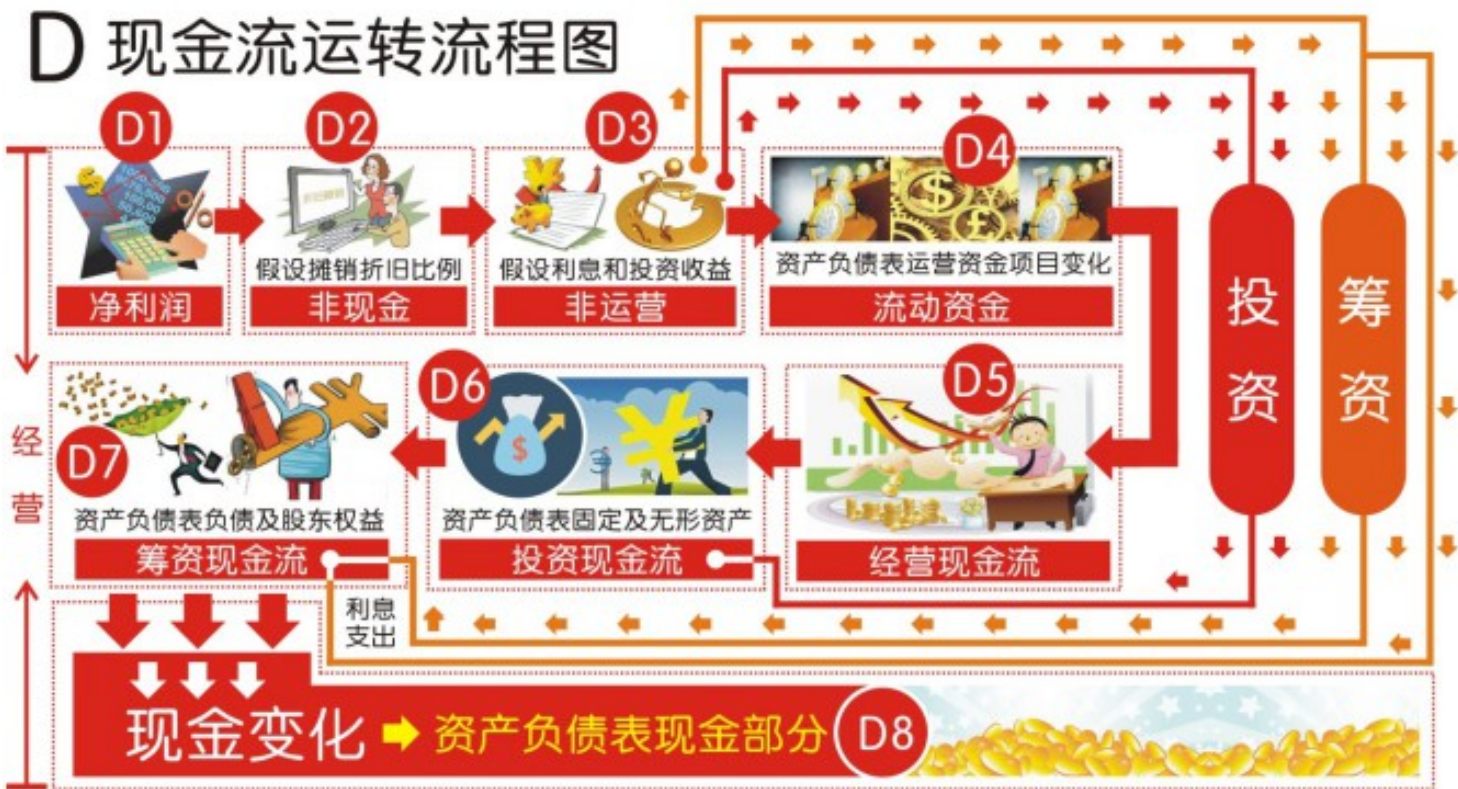 D 现金流运转流程图
D1
净利润
D2
假设摊销折旧比例
非现金
D3
假设利息和投资收益
非运营
D4
资产负债表运营资金项目变化
流动资金
投资
筹资
经营
D5
经营现金流
D6
资产负债表固定及无形资产
投资现金流
D7
资产负债表负债及股东权益
筹资现金流
利息
支出
现金变化 资产负债表现金部分 D8